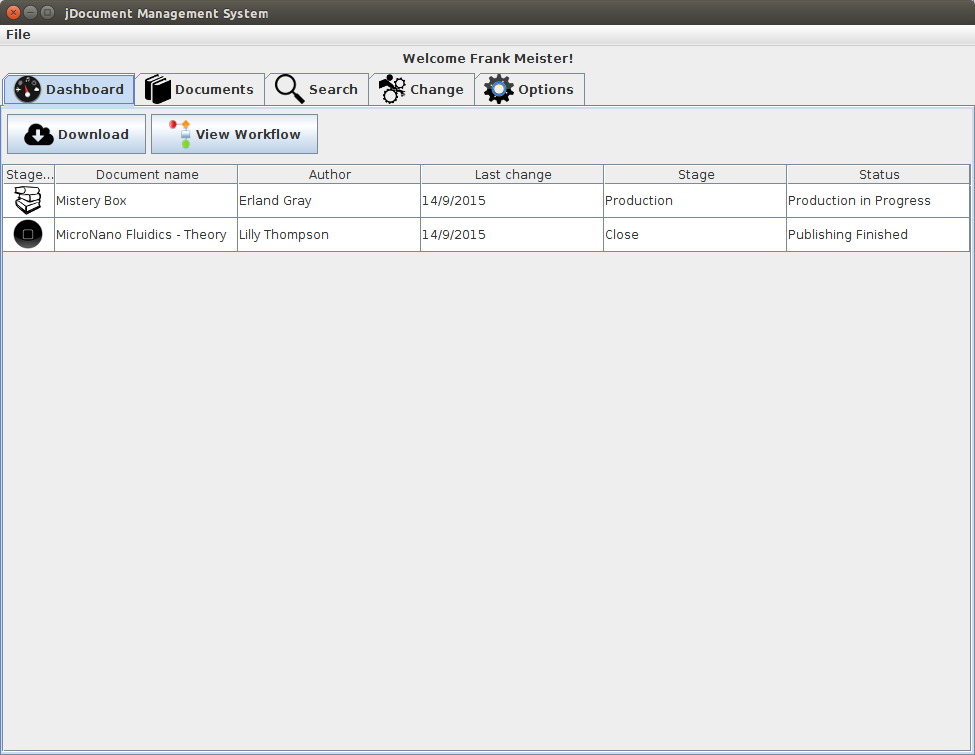 jDocument Management System
File
Welcome Frank Meister!
Dashboard Documents Search Change Options
Download View Workflow
Stage... Document name Author Last change Stage Status
Mistery Box Erland Gray 14/9/2015 Production Production in Progress
MicroNano Fluidics - Theory Lilly Thompson 14/9/2015 Close Publishing Finished